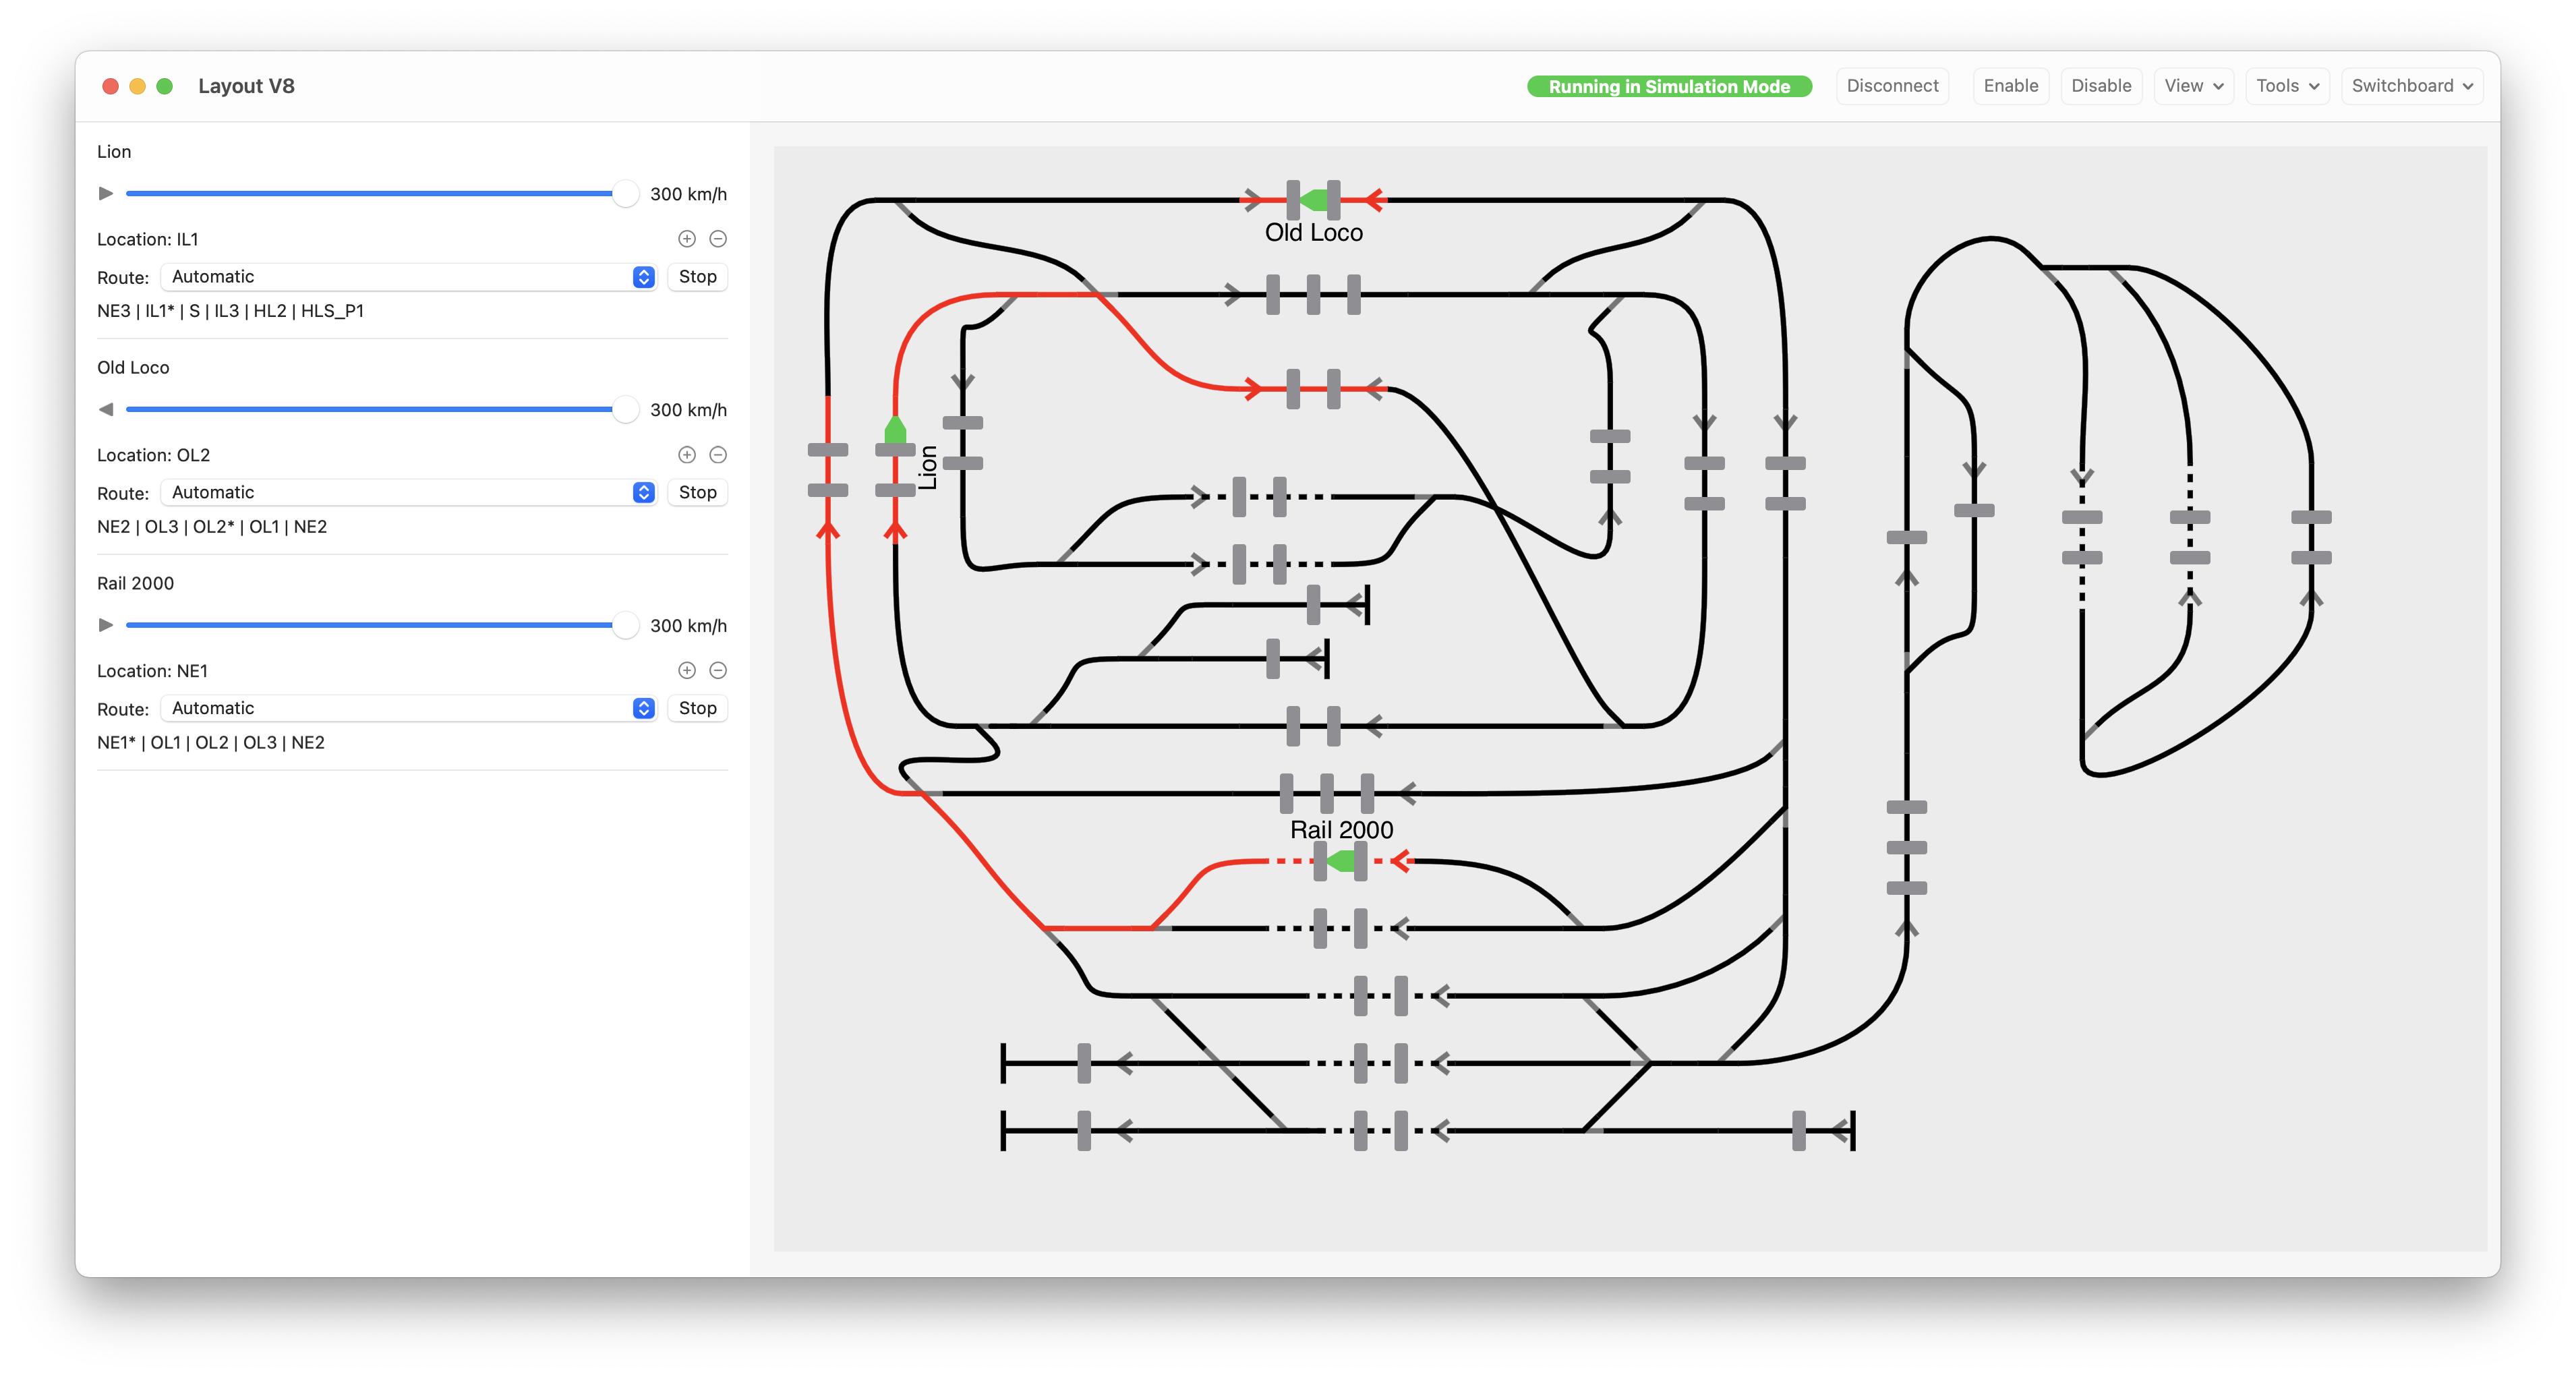 Layout V8
Running in Simulation Mode
Disconnect
Enable
Disable
View
Tools
Switchboard
Lion
300 km/h
Location: IL1
Route: Automatic Stop
NE3 | IL1* | S | IL3 | HL2 | HLS_P1
Old Loco
300 km/h
Location: OL2
Route: Automatic Stop
NE2 | OL3 | OL2* | OL1 | NE2
Rail 2000
300 km/h
Location: NE1
Route: Automatic Stop
NE1* | OL1 | OL2 | OL3 | NE2
Old Loco
Lion
Rail 2000